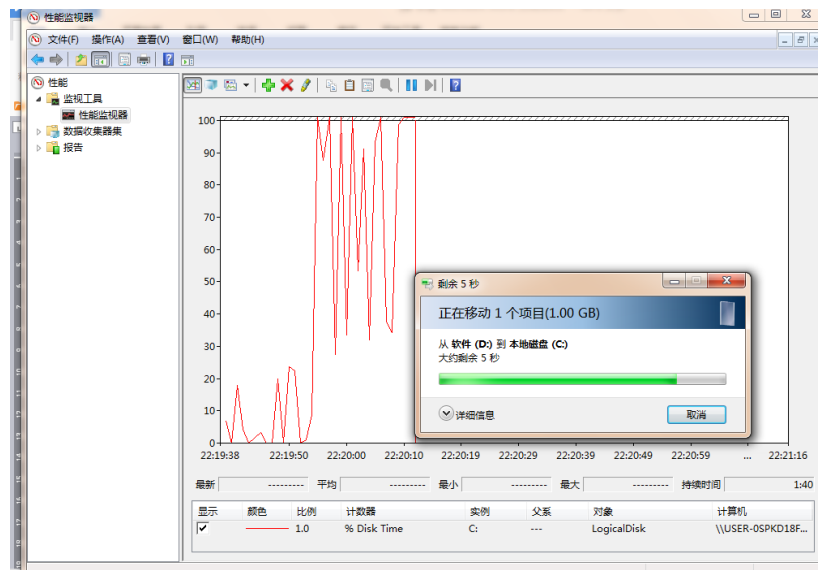 性能监视器
文件(F) 操作(A) 查看(V) 窗口(W) 帮助(H)
性能
监视工具
性能监视器
数据收集器集
报告
100
90
80
70
60
50
40
30
20
10
0
22:19:38 22:19:50 22:20:00 22:20:10 22:20:19 22:20:29 22:20:39 22:20:49 22:20:59 ... 22:21:16
剩余 5 秒
正在移动 1 个项目(1.00 GB)
从 软件 (D:) 到 本地磁盘 (C:)
大约剩余 5 秒
详细信息 取消
最新 --------- 平均 --------- 最小 --------- 最大 --------- 持续时间 1:40
显示 颜色 比例 计数器 实例 父系 对象 计算机
1.0 % Disk Time C: --- LogicalDisk \\USER-0SPKD18F...